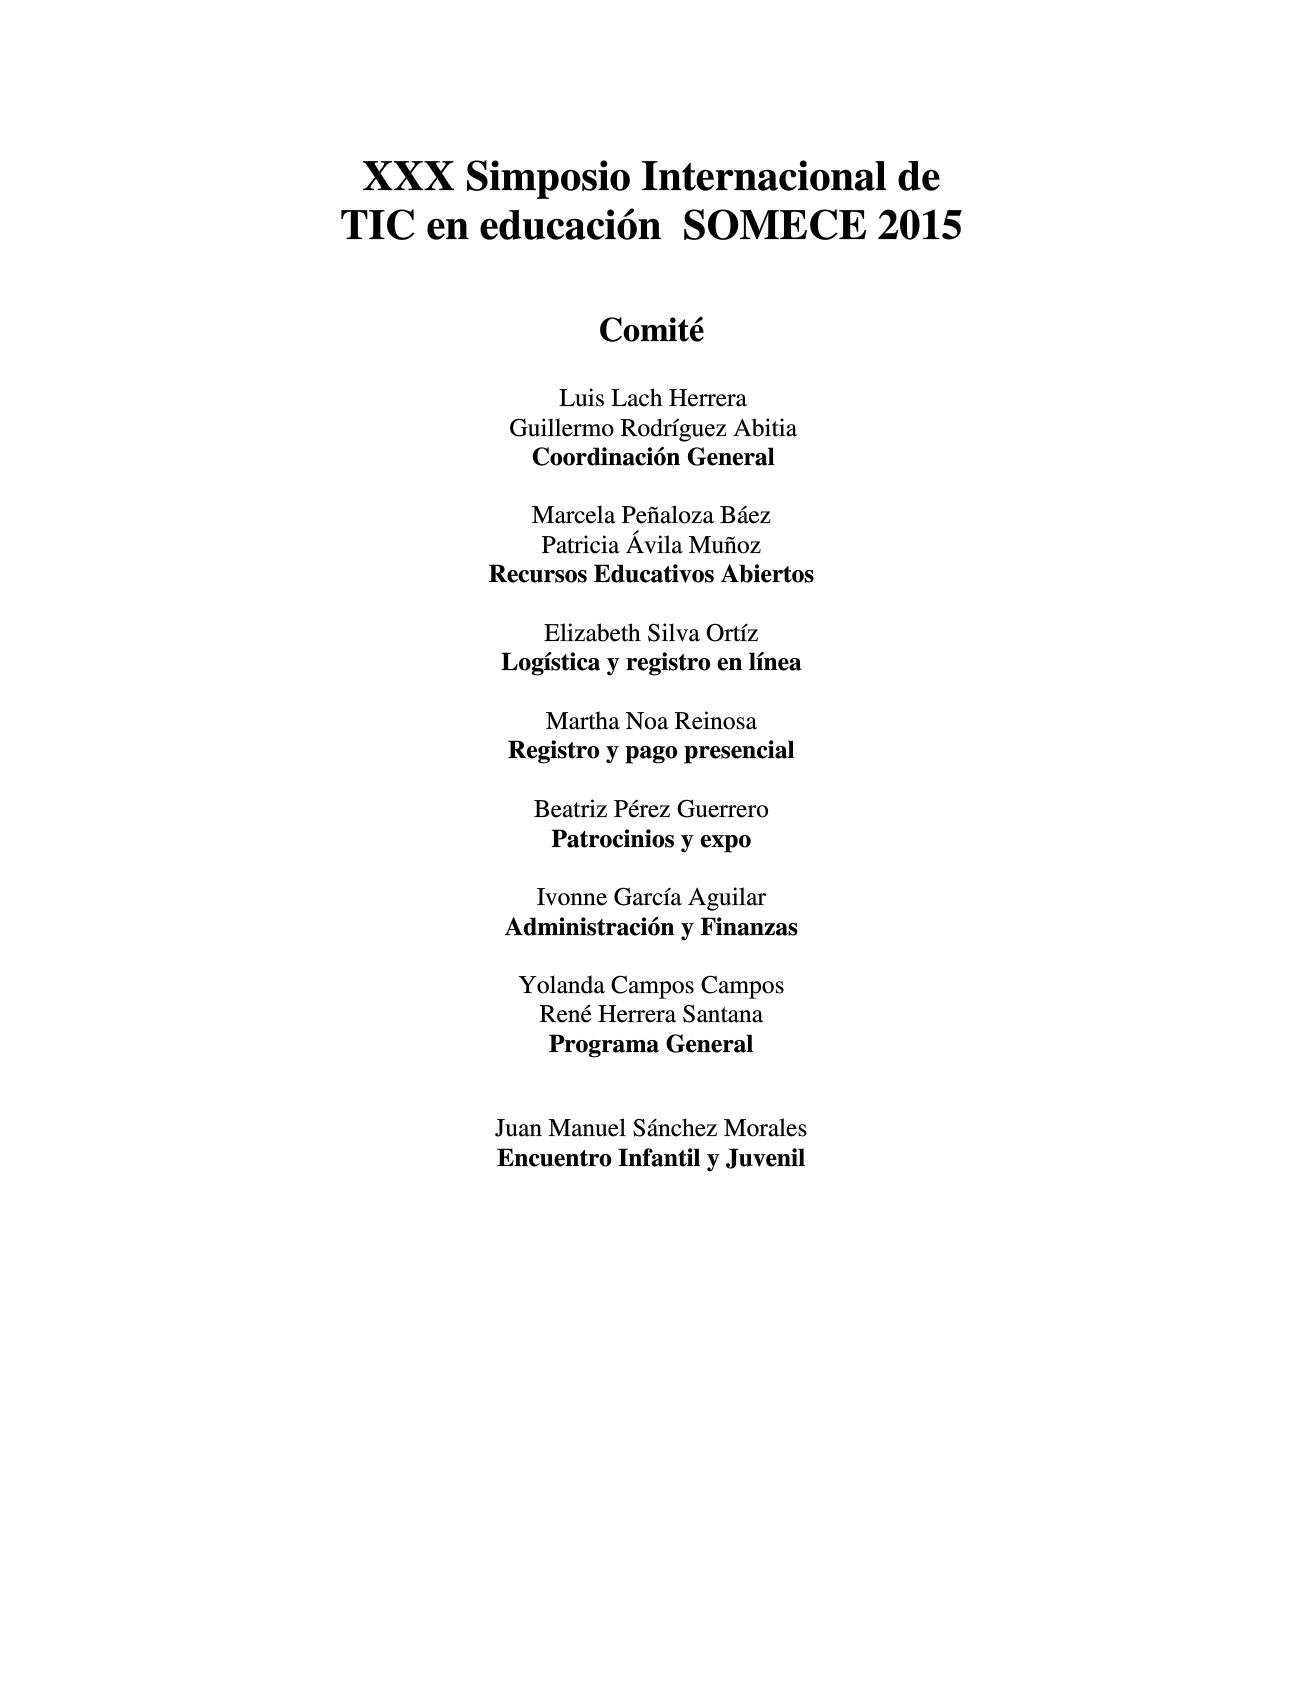 XXX Simposio Internacional de
TIC en educación  SOMECE 2015
Comité
Luis Lach Herrera
Guillermo Rodríguez Abitia
Coordinación General
Marcela Peñaloza Báez
Patricia Ávila Muñoz
Recursos Educativos Abiertos
Elizabeth Silva Ortíz
Logística y registro en línea
Martha Noa Reinosa
Registro y pago presencial
Beatriz Pérez Guerrero
Patrocinios y expo
Ivonne García Aguilar
Administración y Finanzas
Yolanda Campos Campos
René Herrera Santana
Programa General
Juan Manuel Sánchez Morales
Encuentro Infantil y Juvenil